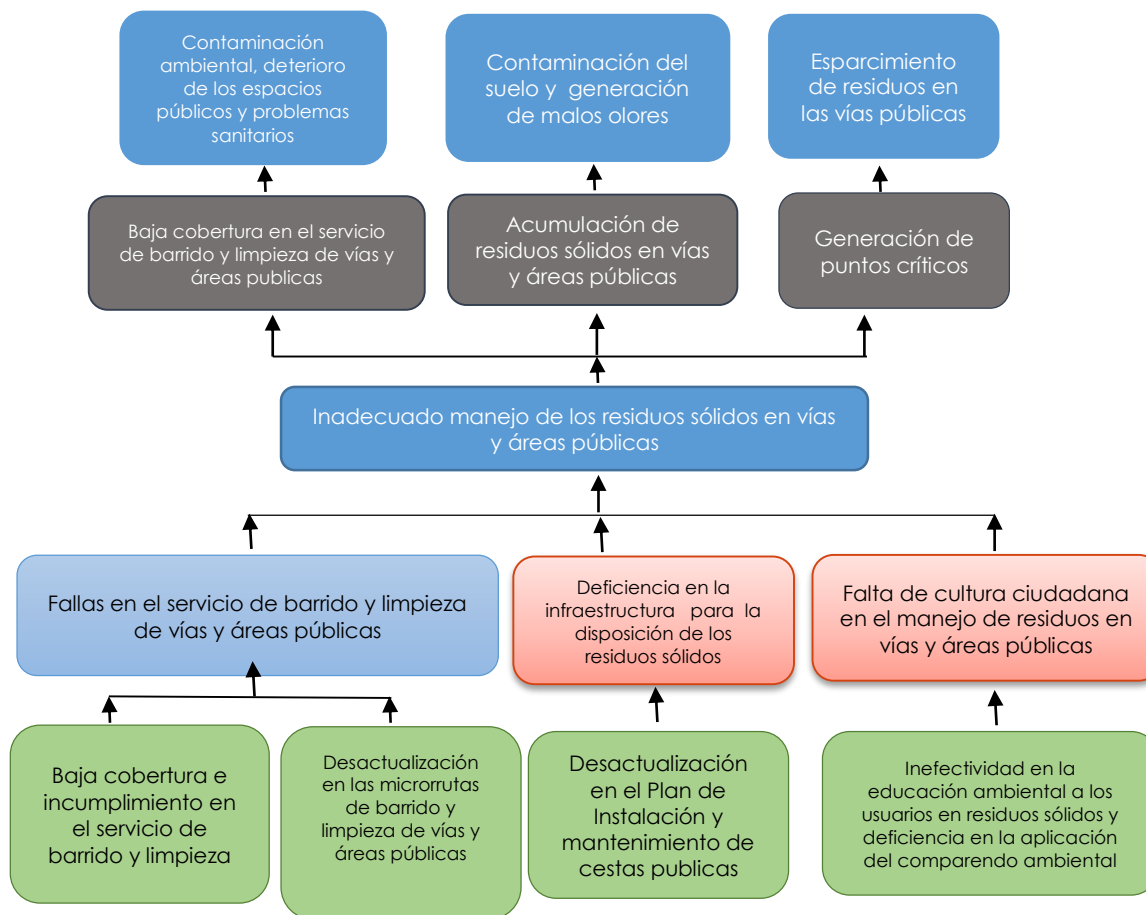 Contaminación
ambiental, deterioro
de los espacios
públicos y problemas
sanitarios
Contaminación del
suelo y generación
de malos olores
Esparcimiento
de residuos en
las vías públicas
Baja cobertura en el servicio
de barrido y limpieza de vías y
áreas publicas
Acumulación de
residuos sólidos en vías
y áreas públicas
Generación de
puntos críticos
Inadecuado manejo de los residuos sólidos en vías
y áreas públicas
Fallas en el servicio de barrido y limpieza
de vías y áreas públicas
Deficiencia en la
infraestructura para la
disposición de los
residuos sólidos
Falta de cultura ciudadana
en el manejo de residuos en
vías y áreas públicas
Baja cobertura e
incumplimiento en
el servicio de
barrido y limpieza
Desactualización
en las microrrutas
de barrido y
limpieza de vías y
áreas públicas
Desactualización
en el Plan de
Instalación y
mantenimiento de
cestas publicas
Inefectividad en la
educación ambiental a los
usuarios en residuos sólidos y
deficiencia en la aplicación
del comparendo ambiental